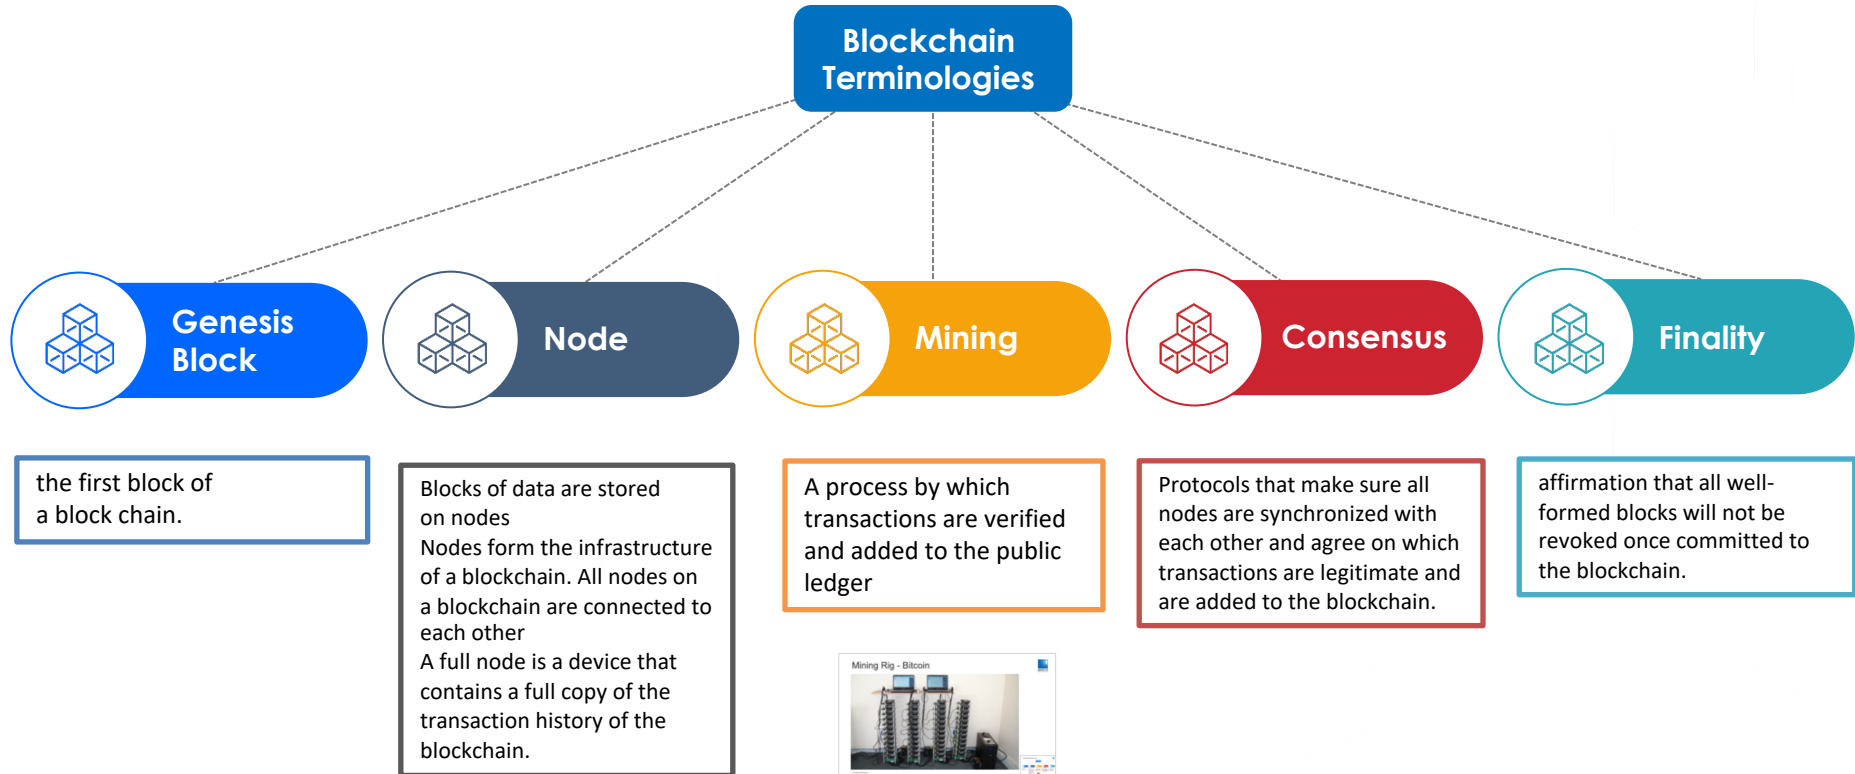 Blockchain
Terminologies
Genesis
Block
Node
Mining
Consensus
Finality
the first block of
a block chain.
Blocks of data are stored
on nodes
Nodes form the infrastructure
of a blockchain. All nodes on
a blockchain are connected to
each other
A full node is a device that
contains a full copy of the
transaction history of the
blockchain.
A process by which
transactions are verified
and added to the public
ledger
Protocols that make sure all
nodes are synchronized with
each other and agree on which
transactions are legitimate and
are added to the blockchain.
affirmation that all well-
formed blocks will not be
revoked once committed to
the blockchain.
Mining Rig - Bitcoin